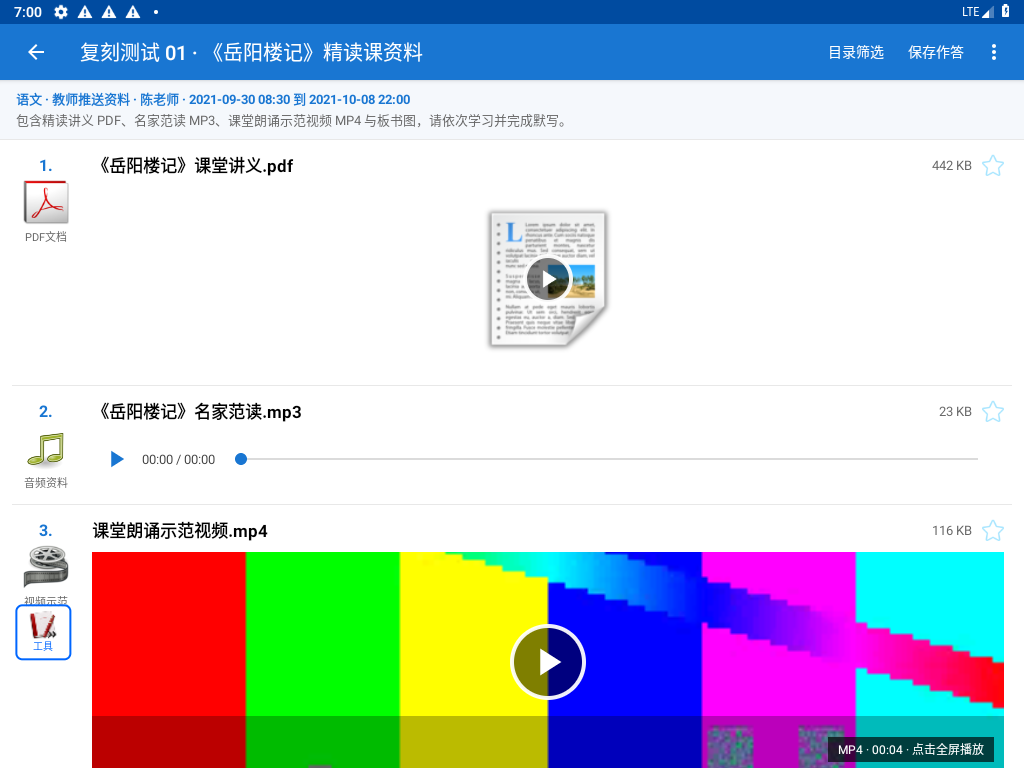 7:00
LTE
复刻测试 01 · 《岳阳楼记》精读课资料
目录筛选
保存作答
语文 · 教师推送资料 · 陈老师 · 2021-09-30 08:30 到 2021-10-08 22:00
包含精读讲义 PDF、名家范读 MP3、课堂朗诵示范视频 MP4 与板书图，请依次学习并完成默写。
1.
《岳阳楼记》课堂讲义.pdf
442 KB
PDF文档
2.
《岳阳楼记》名家范读.mp3
23 KB
00:00 / 00:00
音频资料
3.
课堂朗诵示范视频.mp4
116 KB
视频示范
工具
MP4 · 00:04 · 点击全屏播放